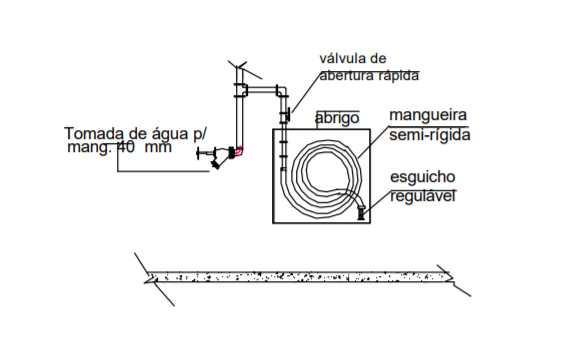 válvula de
abertura rápida
abrigo
mangueira
semi-rígida
Tomada de água p/
mang. 40 mm
esguicho
regulável